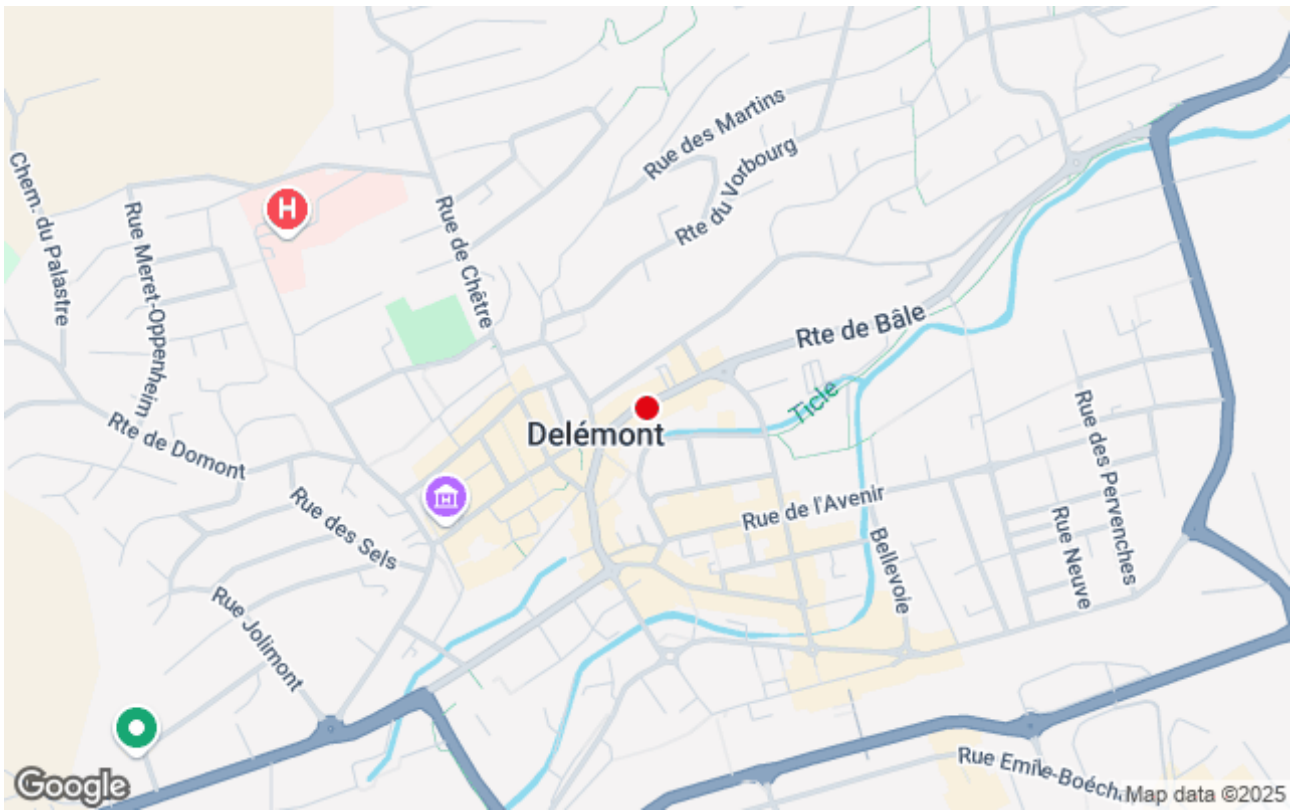 Rue des Martins
Rte du Vorbourg
Chem. du Palastre
Rue Meret-Oppenheim
H
Rue de Chêtre
Rte de Bâle
Ticle
Delémont
Rte de Domont
Rue des Sels
Rue de l'Avenir
Rue des Pervenches
Rue Neuve
Bellevoie
Rue Jolimont
Rue Emile-Boécha
Google
Map data ©2025